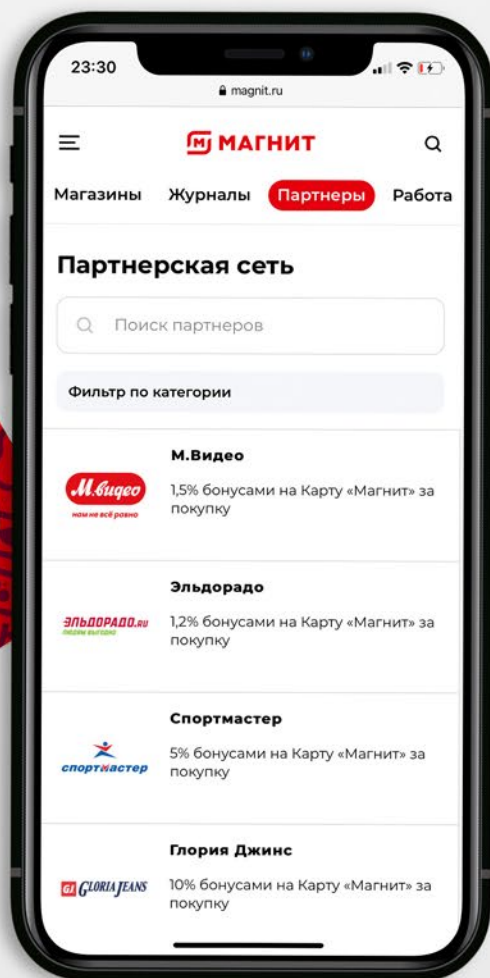 23:30
magnit.ru
МАГНИТ
Магазины Журналы Партнеры Работа
Партнерская сеть
Поиск партнеров
Фильтр по категории
М.Видео
М.видео
нам не всё равно
1,5% бонусами на Карту «Магнит» за
покупку
Эльдорадо
ЭЛЬДОРАДО.RU
людям выгодно
1,2% бонусами на Карту «Магнит» за
покупку
Спортмастер
спортмастер
5% бонусами на Карту «Магнит» за
покупку
Глория Джинс
GJ GLORIA JEANS
10% бонусами на Карту «Магнит» за
покупку